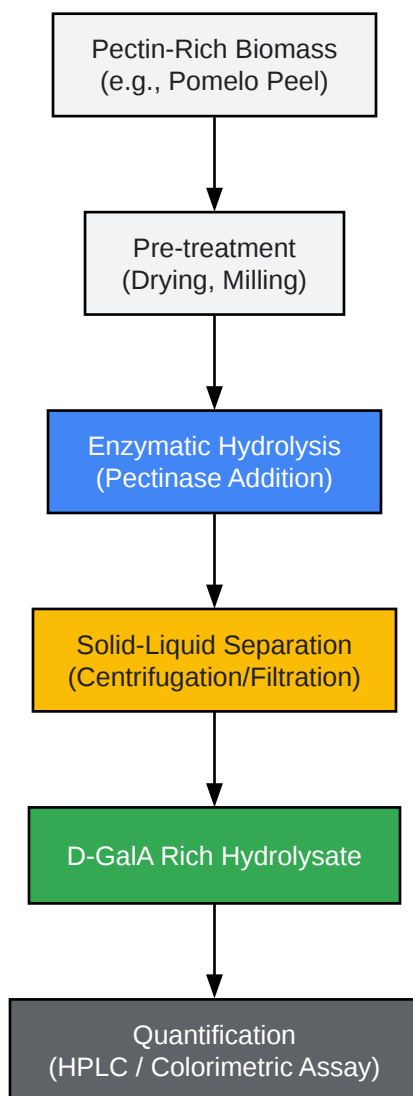 Pectin-Rich Biomass
(e.g., Pomelo Peel)
Pre-treatment
(Drying, Milling)
Enzymatic Hydrolysis
(Pectinase Addition)
Solid-Liquid Separation
(Centrifugation/Filtration)
D-GalA Rich Hydrolysate
Quantification
(HPLC / Colorimetric Assay)